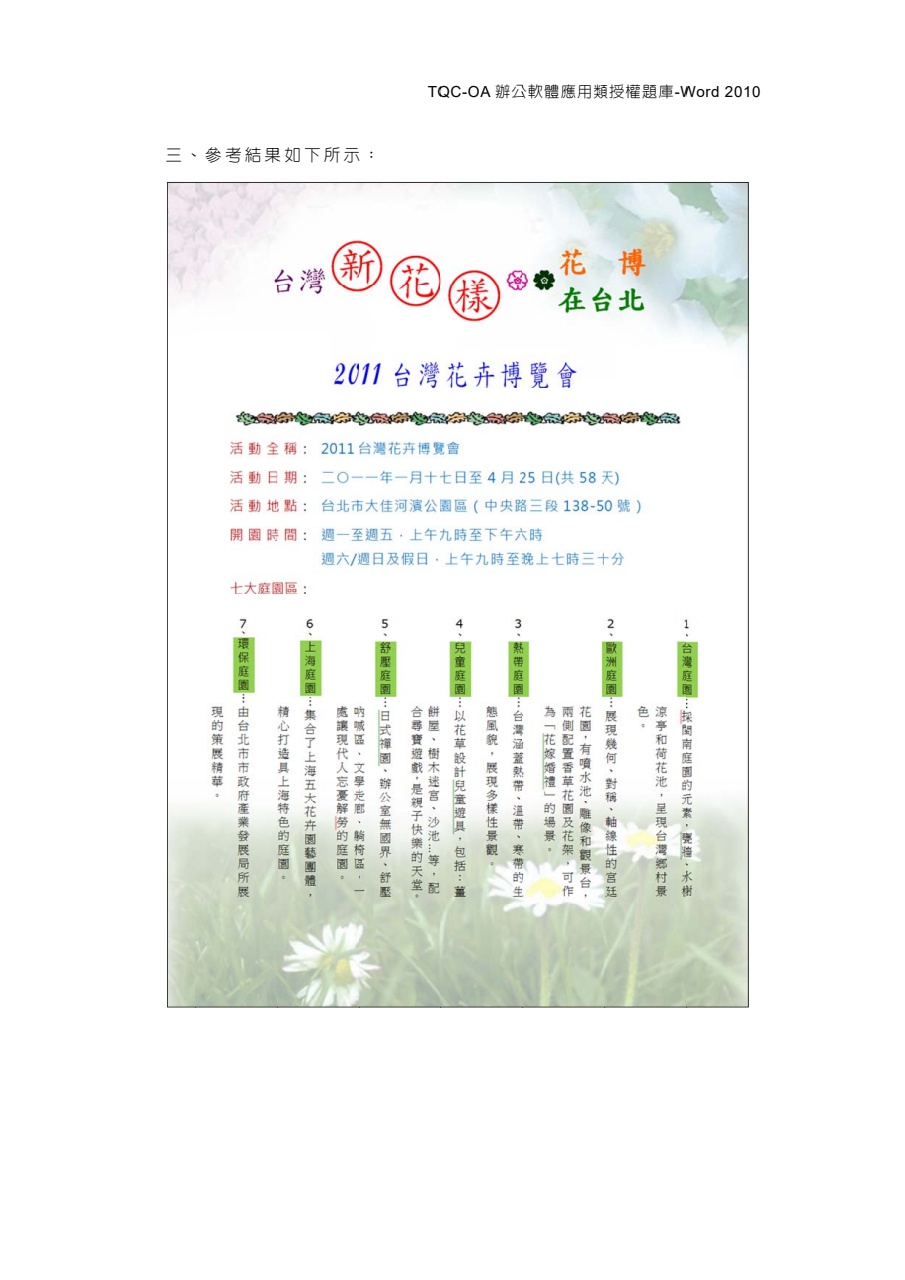 TQC-OA 辦公軟體應用類授權題庫-Word 2010
三、參考結果如下所示：
台灣新花樣 花博
在台北
2011 台灣花卉博覽會
活動全稱： 2011 台灣花卉博覽會
活動日期： 二〇一一年一月十七日至 4 月 25 日(共 58 天)
活動地點： 台北市大佳河濱公園區（中央路三段 138-50 號）
開園時間： 週一至週五，上午九時至下午六時
週六/週日及假日，上午九時至晚上七時三十分
七大庭園區：
1、台灣庭園…採閩南庭園的元素，甕牆、水榭
涼亭和荷花池，呈現台灣鄉村景
色。
2、歐洲庭園…展現幾何、對稱、軸線性的宮廷
花園，有噴水池、雕像和觀景台，
兩側配置香草花園及花架，可作
為「花嫁婚禮」的場景。
3、熱帶庭園…台灣涵蓋熱帶、溫帶、寒帶的生
態風貌，展現多樣性景觀。
4、兒童庭園…以花草設計兒童遊具，包括：薑
餅屋、樹木迷宮、沙池…等，配
合尋寶遊戲，是親子快樂的天堂。
5、舒壓庭園…日式禪園、辦公室無國界、舒壓
吶喊區、文學走廊、躺椅區，一
處讓現代人忘憂解勞的庭園。
6、上海庭園…集合了上海五大花卉園藝團體，
精心打造具上海特色的庭園。
7、環保庭園…由台北市市政府產業發展局所展
現的策展精華。